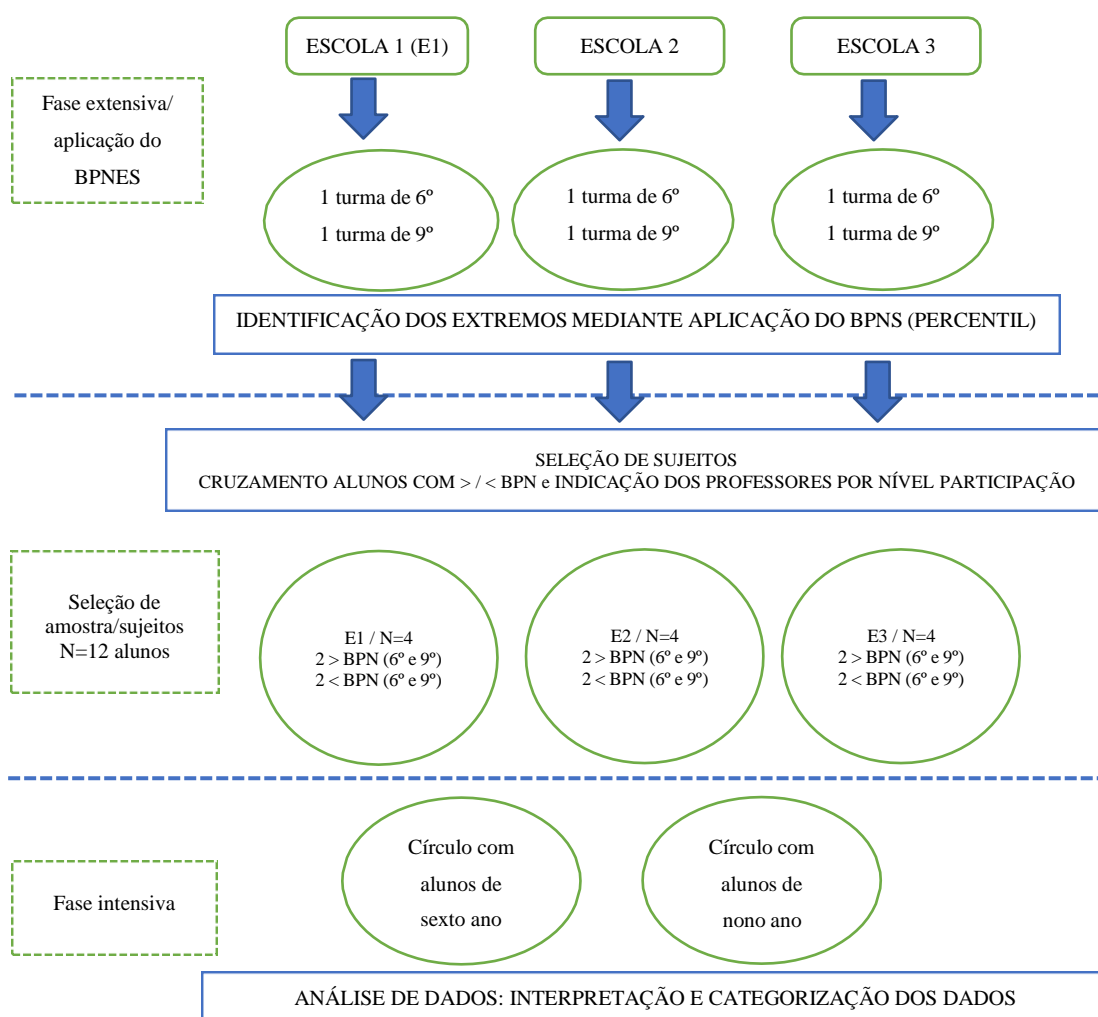 ESCOLA 1 (E1)
ESCOLA 2
ESCOLA 3
Fase extensiva/
aplicação do
BPNES
1 turma de 6º
1 turma de 9º
1 turma de 6º
1 turma de 9º
1 turma de 6º
1 turma de 9º
IDENTIFICAÇÃO DOS EXTREMOS MEDIANTE APLICAÇÃO DO BPNS (PERCENTIL)
SELEÇÃO DE SUJEITOS
CRUZAMENTO ALUNOS COM > / < BPN e INDICAÇÃO DOS PROFESSORES POR NÍVEL PARTICIPAÇÃO
Seleção de
amostra/sujeitos
N=12 alunos
E1 / N=4
2 > BPN (6º e 9º)
2 < BPN (6º e 9º)
E2 / N=4
2 > BPN (6º e 9º)
2 < BPN (6º e 9º)
E3 / N=4
2 > BPN (6º e 9º)
2 < BPN (6º e 9º)
Fase intensiva
Círculo com
alunos de
sexto ano
Círculo com
alunos de
nono ano
ANÁLISE DE DADOS: INTERPRETAÇÃO E CATEGORIZAÇÃO DOS DADOS